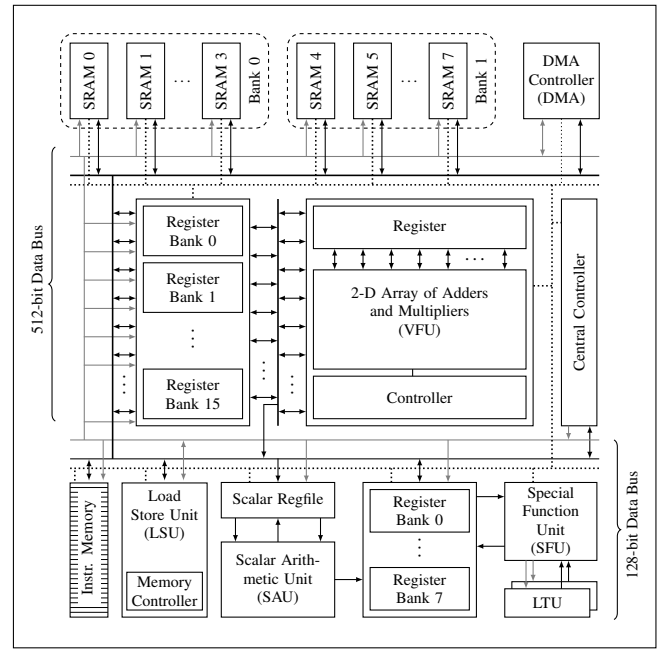 SRAM 0
SRAM 1
...
SRAM 3
Bank 0
SRAM 4
SRAM 5
...
SRAM 7
Bank 1
DMA
Controller
(DMA)
512-bit Data Bus
Register
Bank 0
Register
Bank 1
Register
Bank 15
Register
2-D Array of Adders
and Multipliers
(VFU)
Controller
Central Controller
Instr. Memory
Load
Store Unit
(LSU)
Memory
Controller
Scalar Regfile
Scalar Arith-
metic Unit
(SAU)
Register
Bank 0
Register
Bank 7
Special
Function
Unit
(SFU)
LTU
128-bit Data Bus